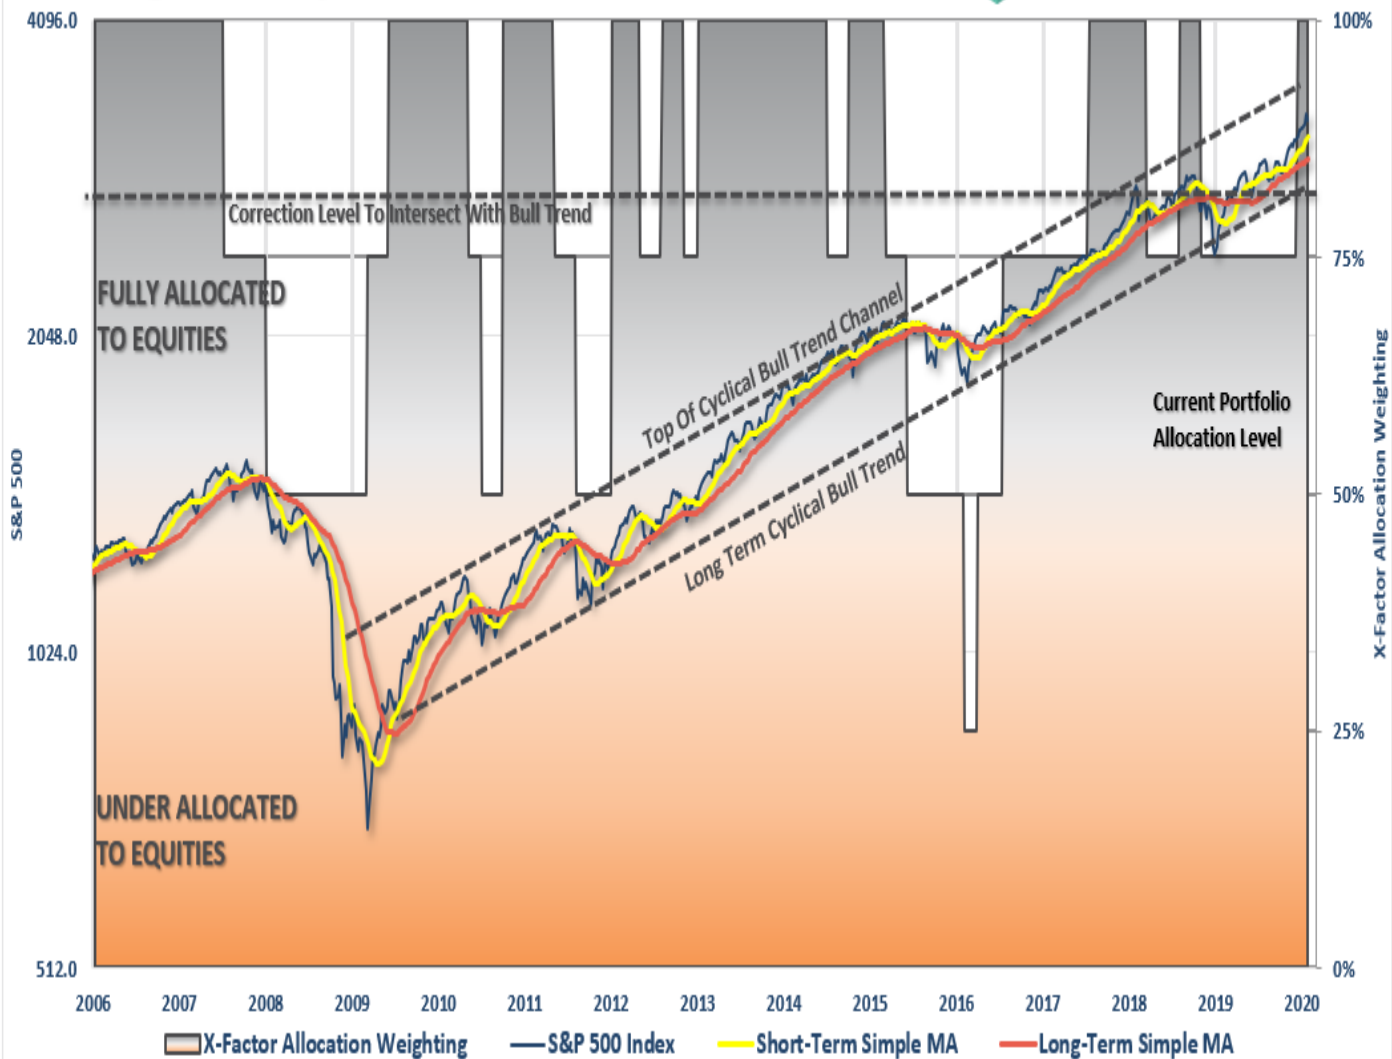 4096.0
100%
Correction Level To Intersect With Bull Trend
75%
FULLY ALLOCATED
TO EQUITIES
2048.0
Top Of Cyclical Bull Trend Channel
Current Portfolio
Allocation Level
S&P 500
X-Factor Allocation Weighting
Long Term Cyclical Bull Trend
50%
1024.0
25%
UNDER ALLOCATED
TO EQUITIES
512.0
0%
2006 2007 2008 2009 2010 2011 2012 2013 2014 2015 2016 2017 2018 2019 2020
X-Factor Allocation Weighting S&P 500 Index Short-Term Simple MA Long-Term Simple MA